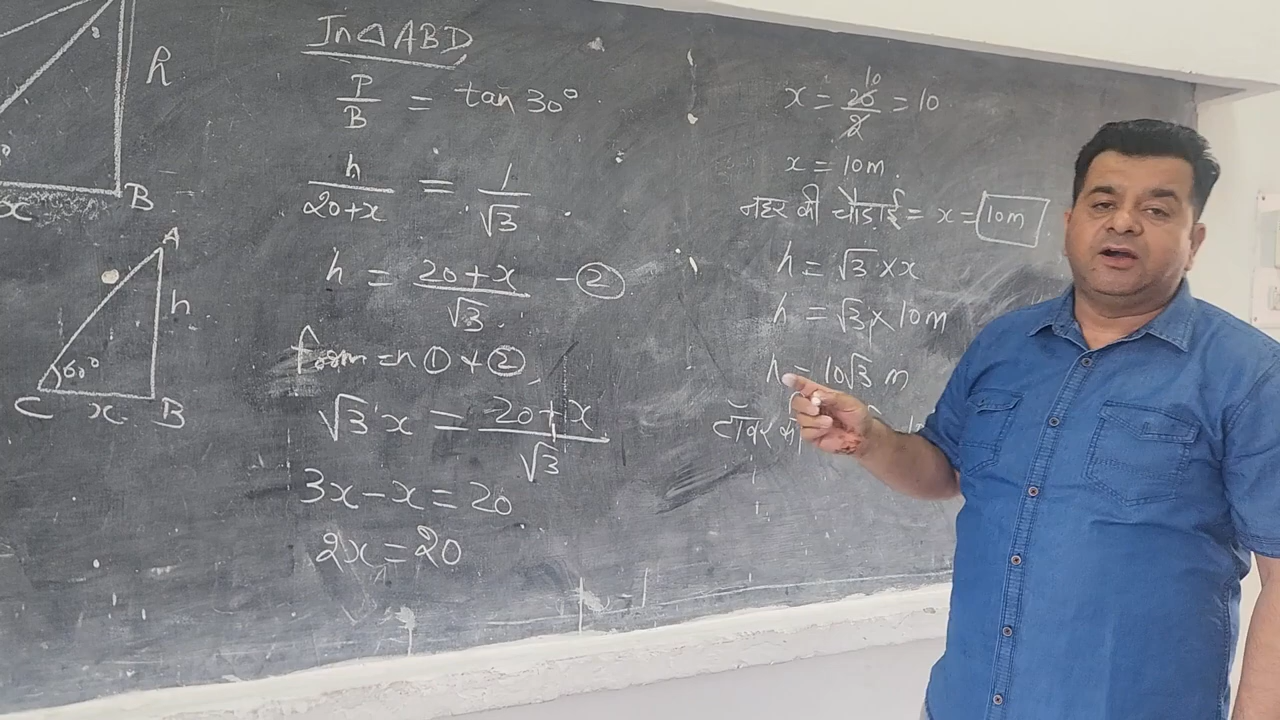 h
x B
A
h
60°
C x B
In △ABD
P/B = tan 30°
h/20+x = 1/√3
h = 20+x/√3 - ②
from = n ① + ②
√3 x = 20+x/√3
3x - x = 20
2x = 20
x = 20/2 = 10
10
x = 10m.
नहर की चौड़ाई = x = 10m
h = √3 × x
h = √3 × 10m
h = 10√3 m
टॉवर की